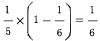 1/5 × (1 − 1/6) = 1/6